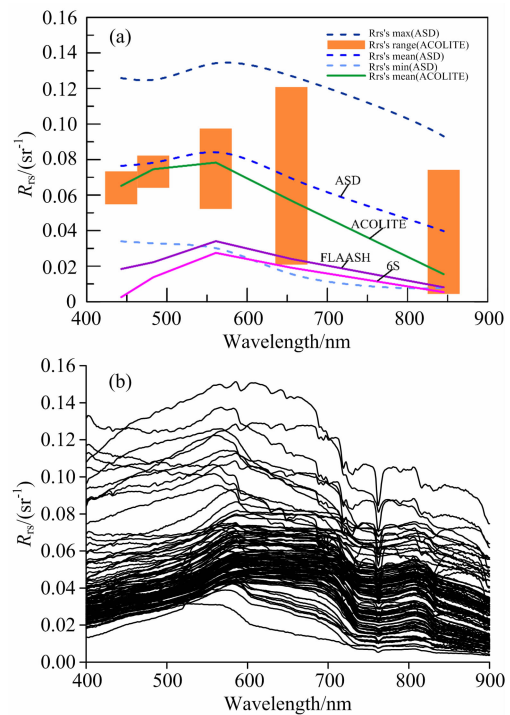 0.16
(a)
Rrs's max(ASD)
Rrs's range(ACOLITE)
Rrs's mean(ASD)
Rrs's min(ASD)
Rrs's mean(ACOLITE)
0.14
0.12
0.10
0.08
0.06
0.04
0.02
0
Rrs/(sr-1)
ASD
ACOLITE
FLAASH
6S
400 500 600 700 800 900
Wavelength/nm
0.16
(b)
0.14
0.12
0.10
0.08
0.06
0.04
0.02
0.00
Rrs/(sr-1)
400 500 600 700 800 900
Wavelength/nm